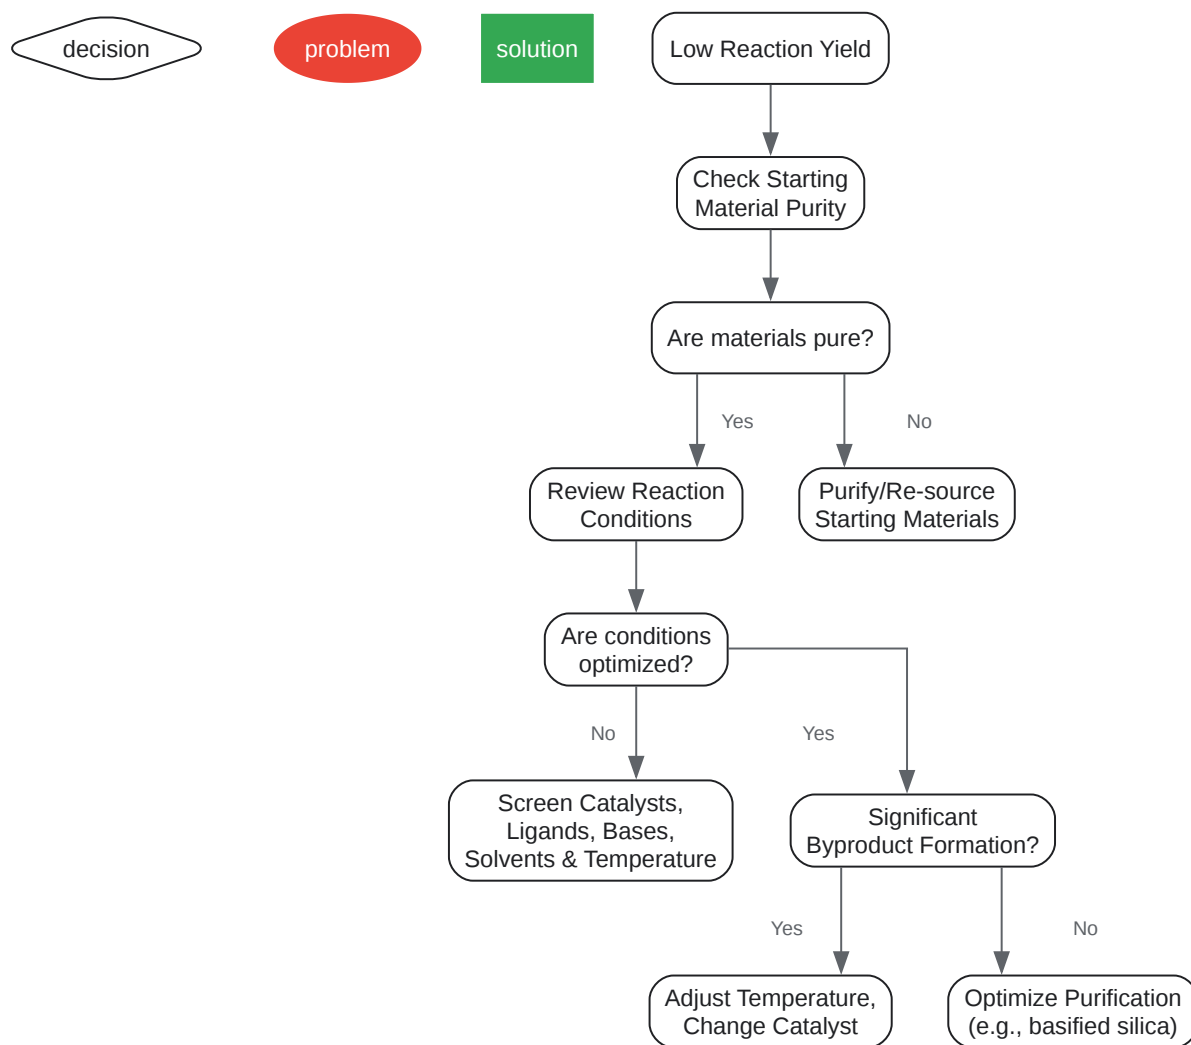 decision
problem
solution
Low Reaction Yield
Check Starting
Material Purity
Are materials pure?
Yes
No
Review Reaction
Conditions
Purify/Re-source
Starting Materials
Are conditions
optimized?
No
Yes
Screen Catalysts,
Ligands, Bases,
Solvents & Temperature
Significant
Byproduct Formation?
Yes
No
Adjust Temperature,
Change Catalyst
Optimize Purification
(e.g., basified silica)